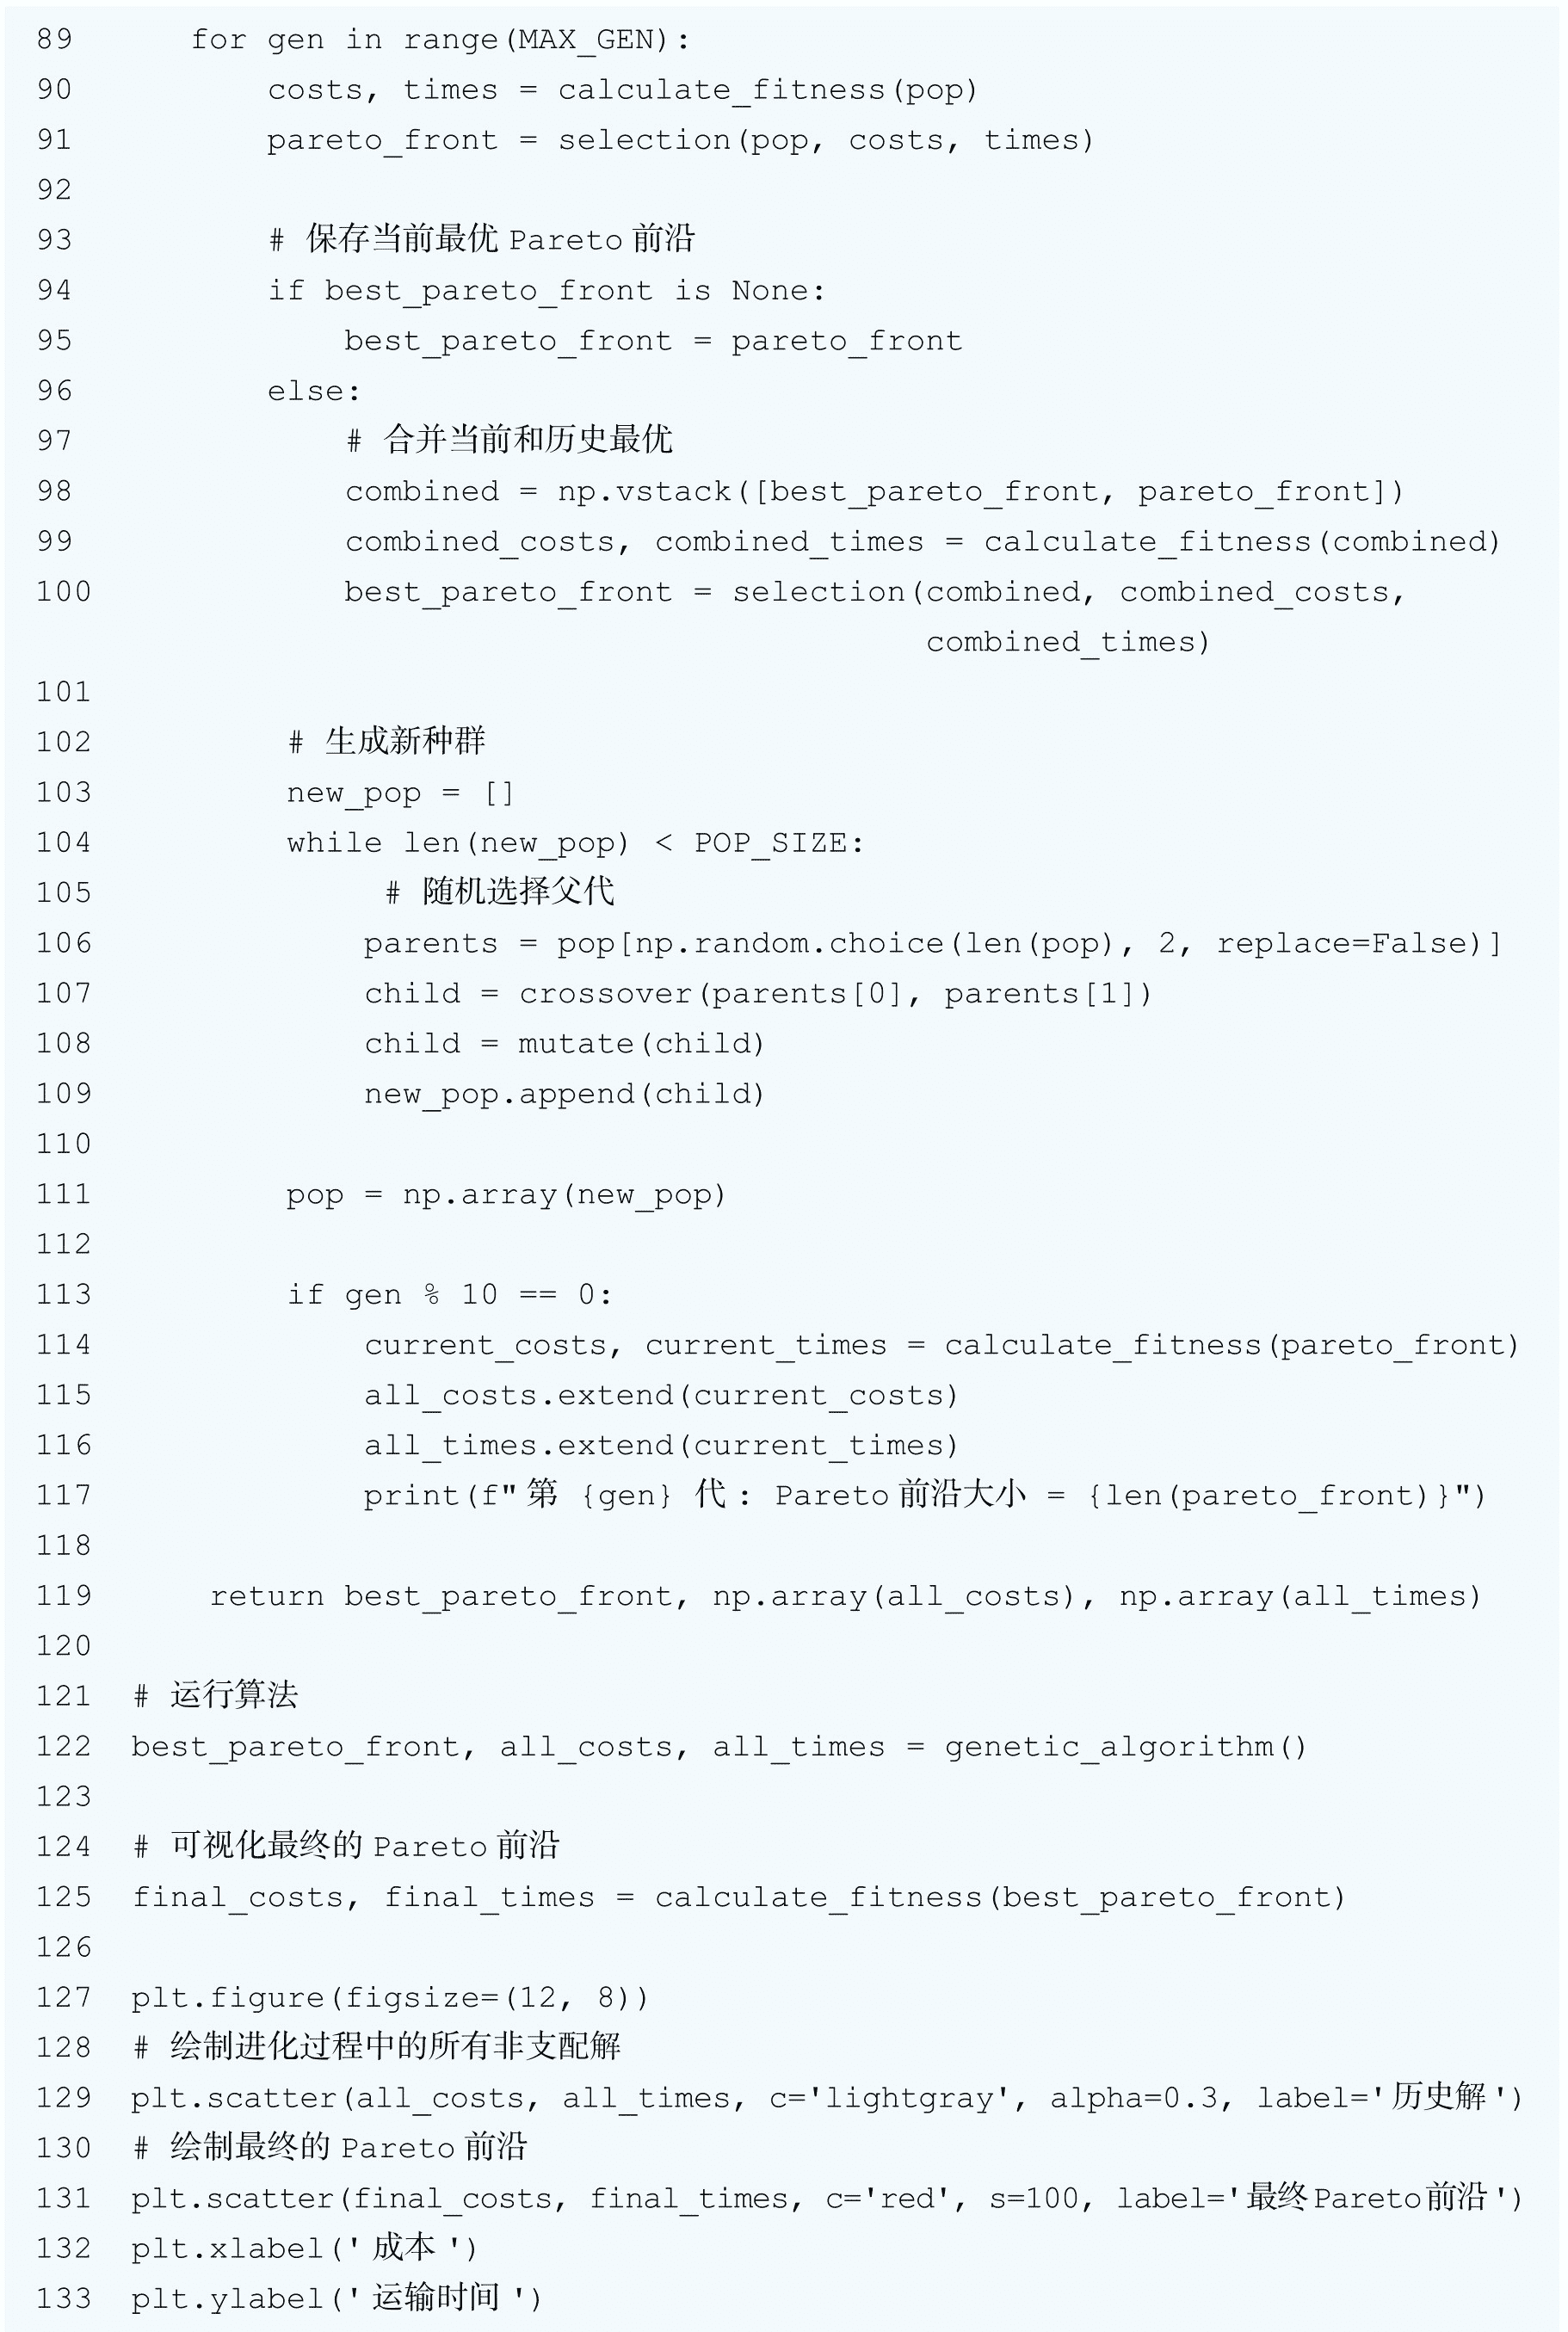 89      for gen in range(MAX_GEN):
90          costs, times = calculate_fitness(pop)
91          pareto_front = selection(pop, costs, times)
92
93          # 保存当前最优 Pareto 前沿
94          if best_pareto_front is None:
95              best_pareto_front = pareto_front
96          else:
97              # 合并当前和历史最优
98              combined = np.vstack([best_pareto_front, pareto_front])
99              combined_costs, combined_times = calculate_fitness(combined)
100             best_pareto_front = selection(combined, combined_costs,
                                              combined_times)
101
102          # 生成新种群
103          new_pop = []
104          while len(new_pop) < POP_SIZE:
105               # 随机选择父代
106              parents = pop[np.random.choice(len(pop), 2, replace=False)]
107              child = crossover(parents[0], parents[1])
108              child = mutate(child)
109              new_pop.append(child)
110
111          pop = np.array(new_pop)
112
113          if gen % 10 == 0:
114              current_costs, current_times = calculate_fitness(pareto_front)
115              all_costs.extend(current_costs)
116              all_times.extend(current_times)
117              print(f"第 {gen} 代: Pareto前沿大小 = {len(pareto_front)}")
118
119      return best_pareto_front, np.array(all_costs), np.array(all_times)
120
121  # 运行算法
122  best_pareto_front, all_costs, all_times = genetic_algorithm()
123
124  # 可视化最终的 Pareto 前沿
125  final_costs, final_times = calculate_fitness(best_pareto_front)
126
127  plt.figure(figsize=(12, 8))
128  # 绘制进化过程中的所有非支配解
129  plt.scatter(all_costs, all_times, c='lightgray', alpha=0.3, label='历史解')
130  # 绘制最终的 Pareto 前沿
131  plt.scatter(final_costs, final_times, c='red', s=100, label='最终Pareto前沿')
132  plt.xlabel('成本')
133  plt.ylabel('运输时间')